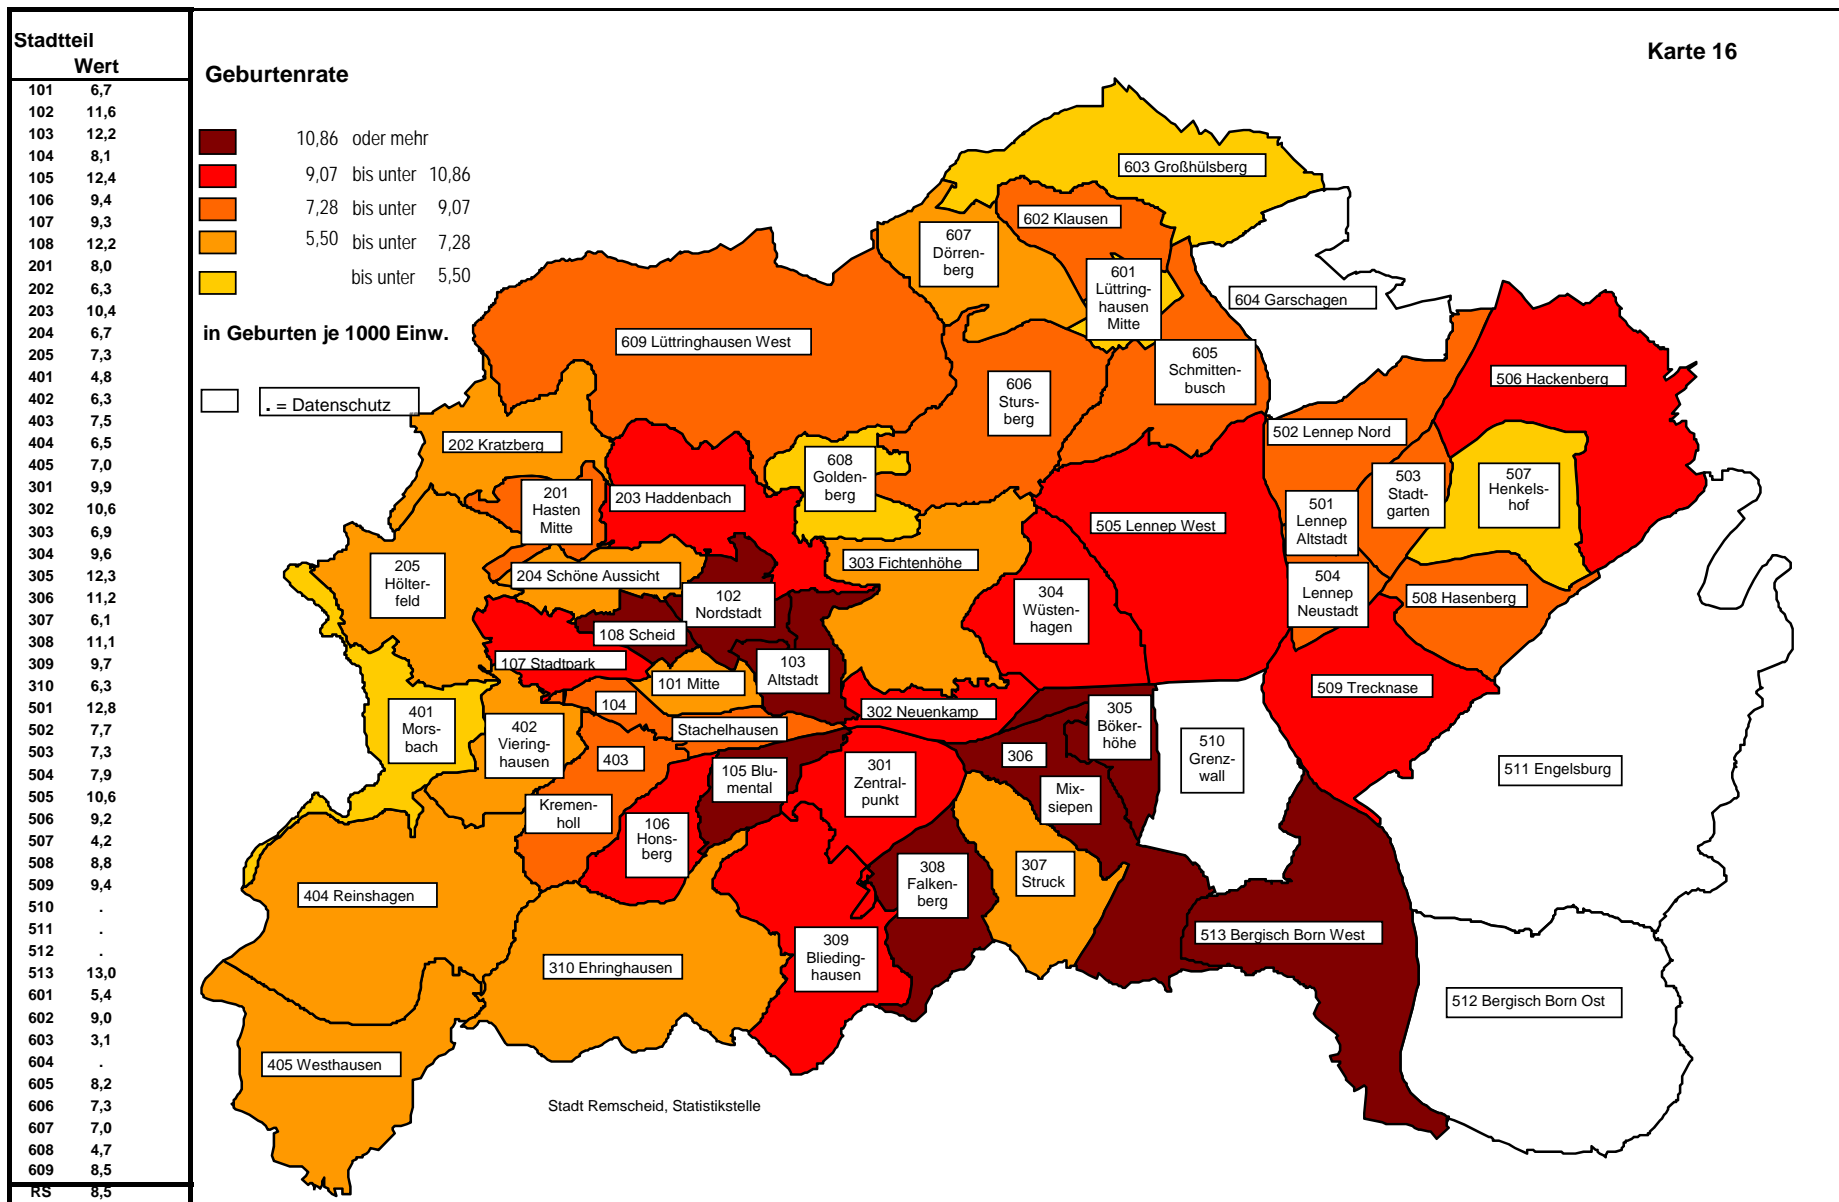 Stadtteil
Wert
101 6,7
102 11,6
103 12,2
104 8,1
105 12,4
106 9,4
107 9,3
108 12,2
201 8,0
202 6,3
203 10,4
204 6,7
205 7,3
401 4,8
402 6,3
403 7,5
404 6,5
405 7,0
301 9,9
302 10,6
303 6,9
304 9,6
305 12,3
306 11,2
307 6,1
308 11,1
309 9,7
310 6,3
501 12,8
502 7,7
503 7,3
504 7,9
505 10,6
506 9,2
507 4,2
508 8,8
509 9,4
510 .
511 .
512 .
513 13,0
601 5,4
602 9,0
603 3,1
604 .
605 8,2
606 7,3
607 7,0
608 4,7
609 8,5
RS 8,5
Karte 16
Geburtenrate
10,86 oder mehr
9,07 bis unter 10,86
7,28 bis unter 9,07
5,50 bis unter 7,28
bis unter 5,50
in Geburten je 1000 Einw.
. = Datenschutz
603 Großhülsberg
602 Klausen
607
Dörren-
berg
601
Lüttring-
hausen
Mitte
604 Garschagen
609 Lüttringhausen West
605
Schmitten-
busch
606
Sturs-
berg
506 Hackenberg
502 Lennep Nord
202 Kratzberg
608
Golden-
berg
503
Stadt-
garten
507
Henkels-
hof
201
Hasten
Mitte
203 Haddenbach
501
Lennep
Altstadt
505 Lennep West
303 Fichtenhöhe
205
Hölter-
feld
204 Schöne Aussicht
102
Nordstadt
304
Wüsten-
hagen
504
Lennep
Neustadt
508 Hasenberg
108 Scheid
107 Stadtpark
103
Altstadt
101 Mitte
509 Trecknase
104
Stachelhausen
302 Neuenkamp
305
Böker-
höhe
401
Mors-
bach
402
Viering-
hausen
403
Kremen-
holl
105 Blu-
mental
301
Zentral-
punkt
306
Mix-
siepen
510
Grenz-
wall
511 Engelsburg
106
Hons-
berg
308
Falken-
berg
307
Struck
404 Reinshagen
513 Bergisch Born West
309
Blieding-
hausen
310 Ehringhausen
512 Bergisch Born Ost
405 Westhausen
Stadt Remscheid, Statistikstelle